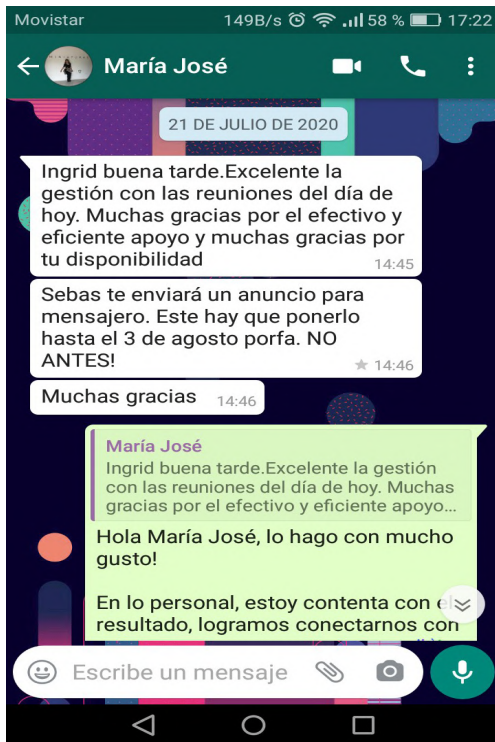 Movistar 149B/s 58 % 17:22
María José
21 DE JULIO DE 2020
Ingrid buena tarde.Excelente la
gestión con las reuniones del día de
hoy. Muchas gracias por el efectivo y
eficiente apoyo y muchas gracias por
tu disponibilidad
14:45
Sebas te enviará un anuncio para
mensajero. Este hay que ponerlo
hasta el 3 de agosto porfa. NO
ANTES!
14:46
Muchas gracias 14:46
María José
Ingrid buena tarde.Excelente la gestión
con las reuniones del día de hoy. Muchas
gracias por el efectivo y eficiente apoyo...
Hola María José, lo hago con mucho
gusto!
En lo personal, estoy contenta con el
resultado, logramos conectarnos con
Escribe un mensaje